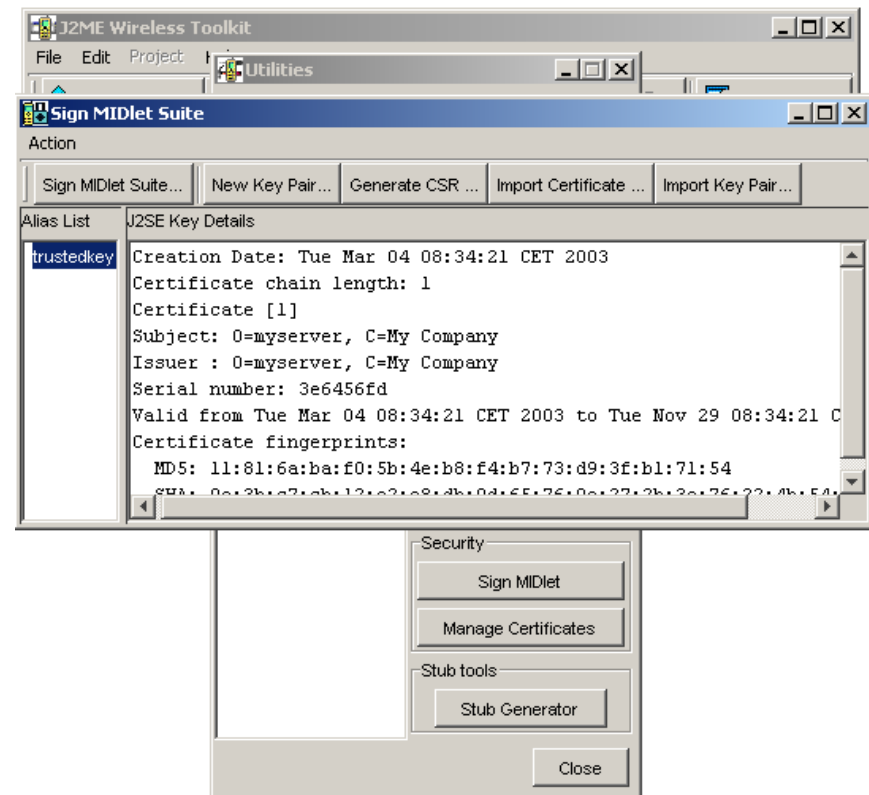 J2ME Wireless Toolkit
File Edit Project
Utilities
Sign MIDlet Suite
Action
Sign MIDlet Suite... New Key Pair... Generate CSR ... Import Certificate ... Import Key Pair...
Alias List J2SE Key Details
trustedkey
Creation Date: Tue Mar 04 08:34:21 CET 2003
Certificate chain length: 1
Certificate [1]
Subject: O=myserver, C=My Company
Issuer : O=myserver, C=My Company
Serial number: 3e6456fd
Valid from Tue Mar 04 08:34:21 CET 2003 to Tue Nov 29 08:34:21 C
Certificate fingerprints:
MD5: 11:81:6a:ba:f0:5b:4e:b8:f4:b7:73:d9:3f:b1:71:54
SHA:
Security
Sign MIDlet
Manage Certificates
Stub tools
Stub Generator
Close